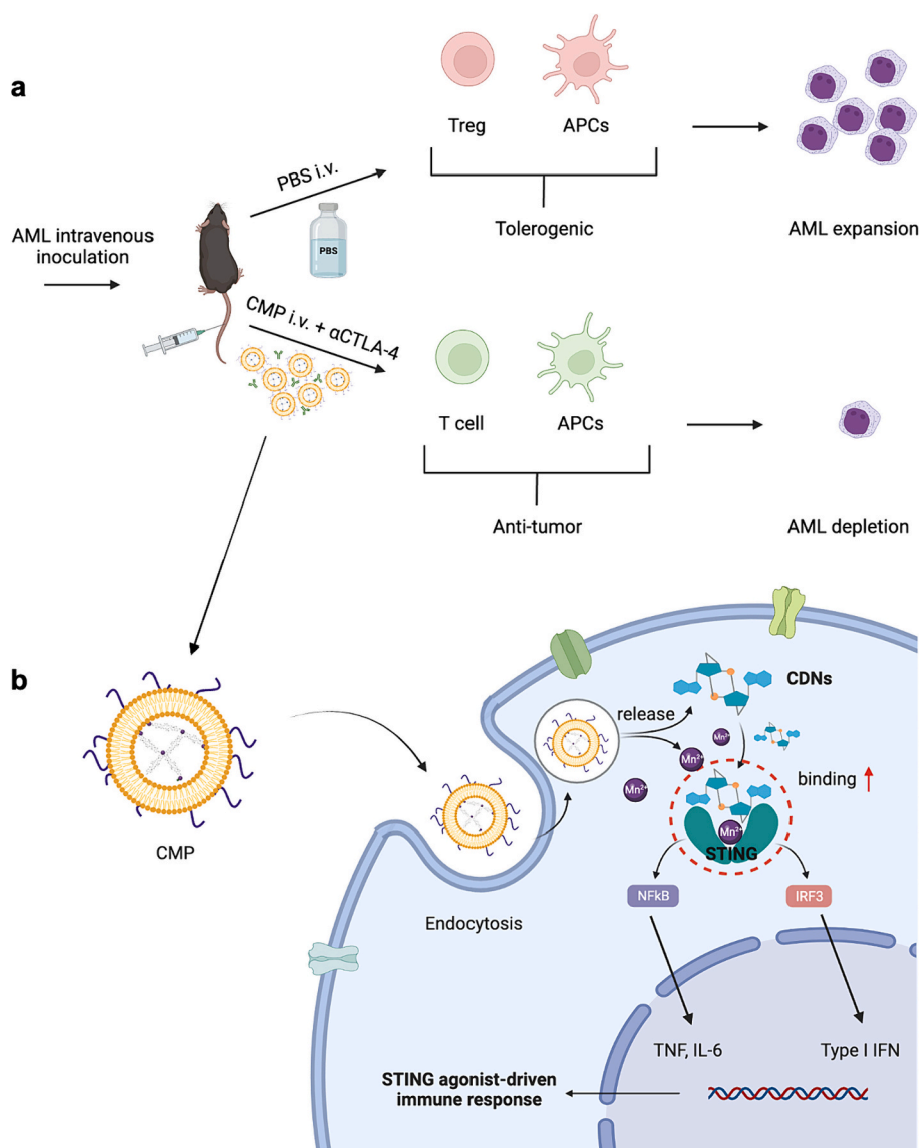 a
Treg
APCs
PBS i.v.
PBS
Tolerogenic
AML expansion
AML intravenous
inoculation
CMP i.v. + αCTLA-4
T cell
APCs
Anti-tumor
AML depletion
b
CMP
Endocytosis
release
CDNs
Mn²⁺
Mn²⁺
Mn²⁺
binding
Mn²⁺
STING
NFkB
IRF3
TNF, IL-6
Type I IFN
STING agonist-driven
immune response